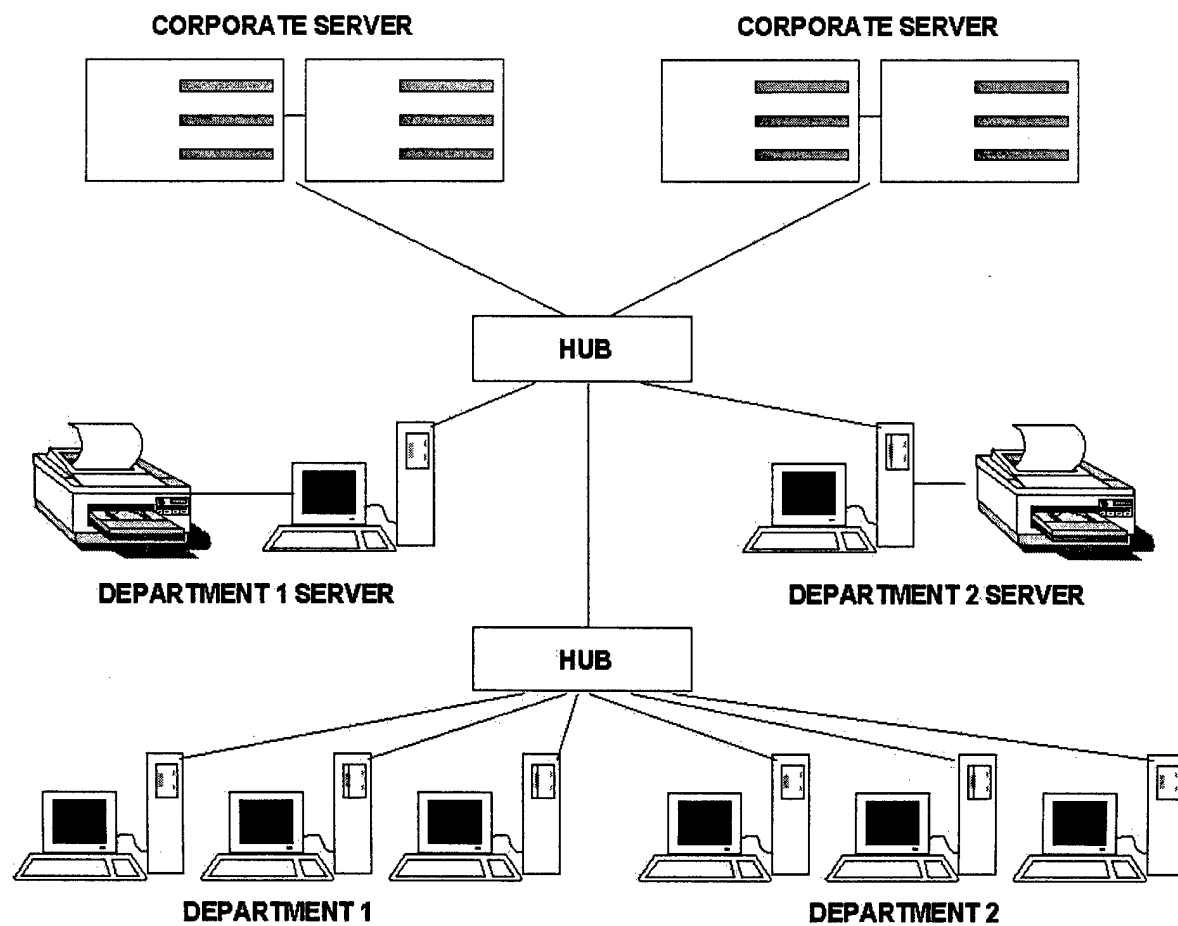 CORPORATE SERVER
CORPORATE SERVER
HUB
DEPARTMENT 1 SERVER
DEPARTMENT 2 SERVER
HUB
DEPARTMENT 1
DEPARTMENT 2